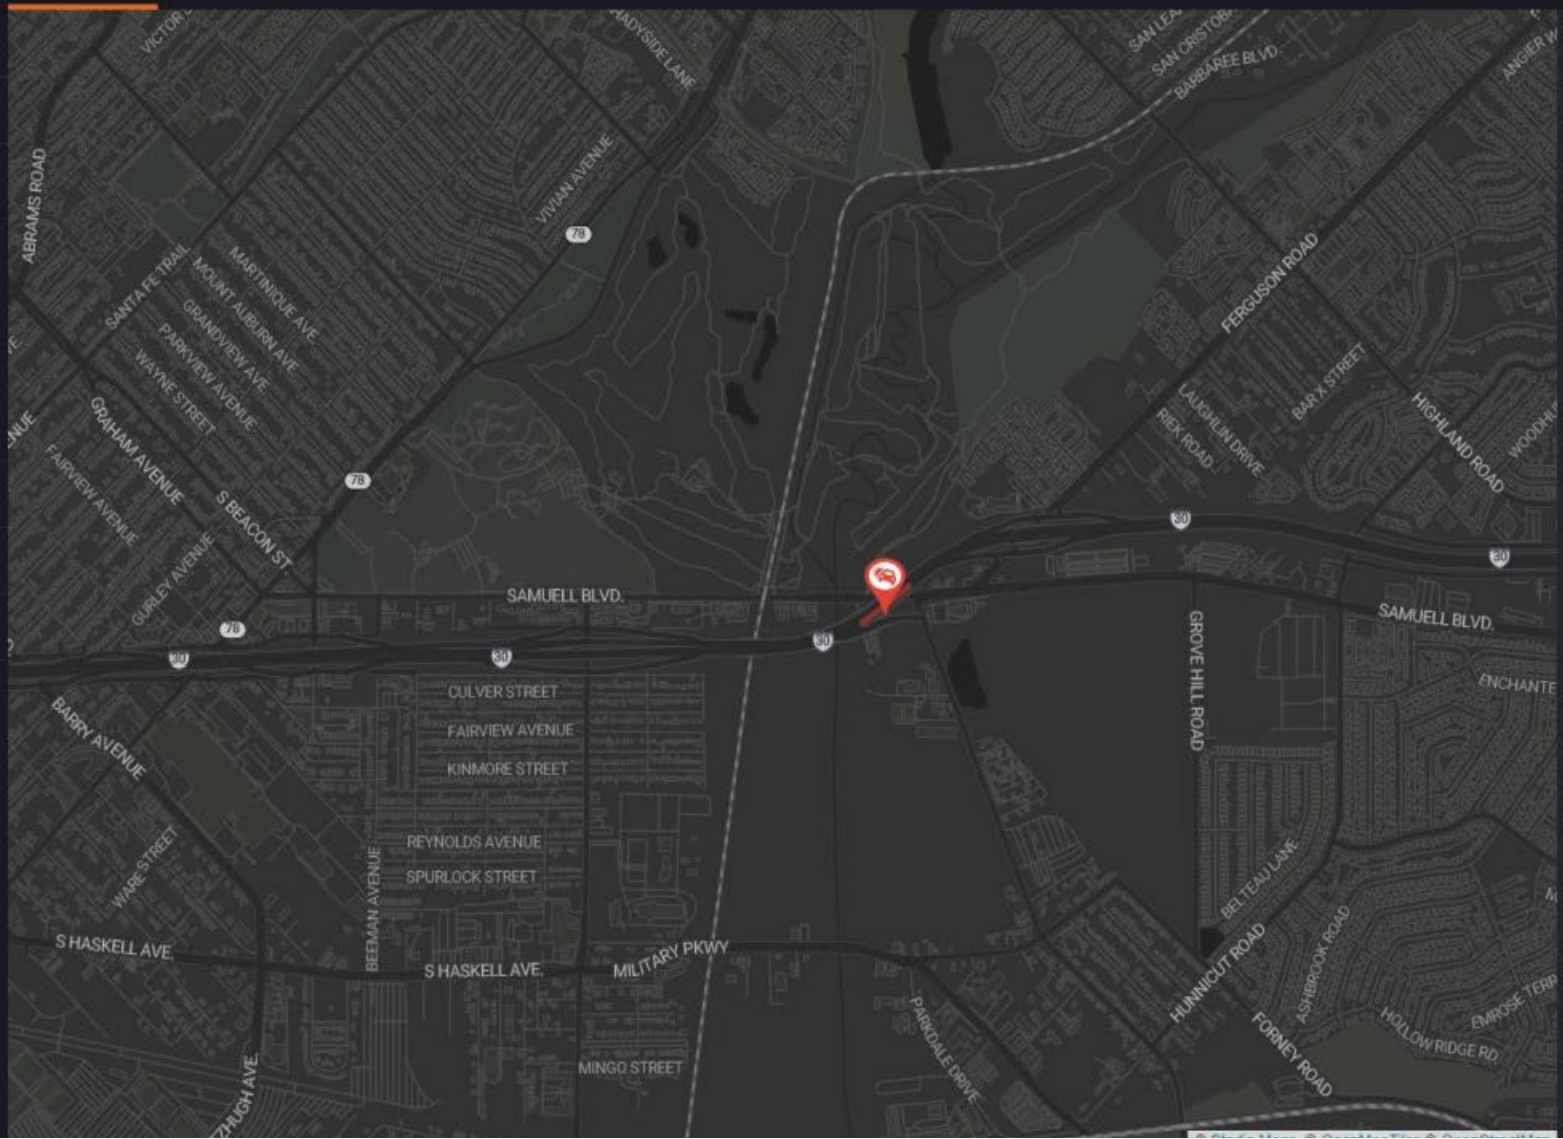 VICTOR
SHADYSIDE LANE
SAN CRISTOBA
BARBAREE BLVD.
ABRAMS ROAD
VIVIAN AVENUE
78
SANTA FE TRAIL
MARTINIQUE AVE
MOUNT AUBURN AVE
GRANDVIEW AVE
PARKVIEW AVENUE
WAYNE STREET
FERGUSON ROAD
BAR X STREET
LAUGHLIN DRIVE
RIEK ROAD
HIGHLAND ROAD
GRAHAM AVENUE
FAIRVIEW AVENUE
78
S BEACON ST
GURLEY AVENUE
30
30
SAMUELL BLVD.
SAMUELL BLVD.
78
30
30
30
GROVE HILL ROAD
ENCHANTE
CULVER STREET
FAIRVIEW AVENUE
KINMORE STREET
BARRY AVENUE
WARE STREET
BEEMAN AVENUE
REYNOLDS AVENUE
SPURLOCK STREET
BELTEAU LANE
S HASKELL AVE.
S HASKELL AVE.
MILITARY PKWY
HUNNICUT ROAD
ASHBROOK ROAD
PARKDALE DRIVE
FORNEY ROAD
HOLLOW RIDGE RD.
EMROSE TERR
MINGO STREET
ZHUGH AVE.